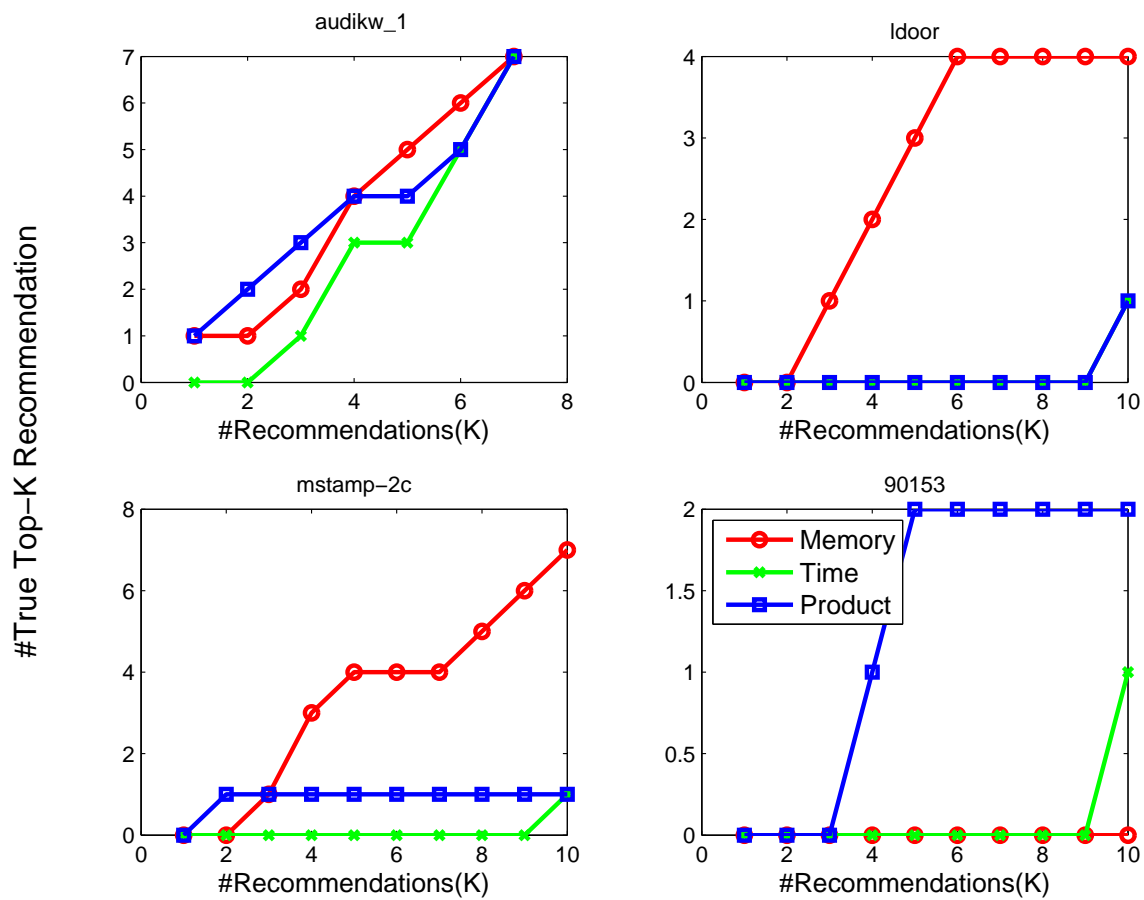 #True Top−K Recommendation
audikw_1
7
6
5
4
3
2
1
0
0 2 4 6 8
#Recommendations(K)
ldoor
4
3
2
1
0
0 2 4 6 8 10
#Recommendations(K)
mstamp−2c
8
6
4
2
0
0 2 4 6 8 10
#Recommendations(K)
90153
2
1.5
1
0.5
0
0 2 4 6 8 10
#Recommendations(K)
Memory
Time
Product